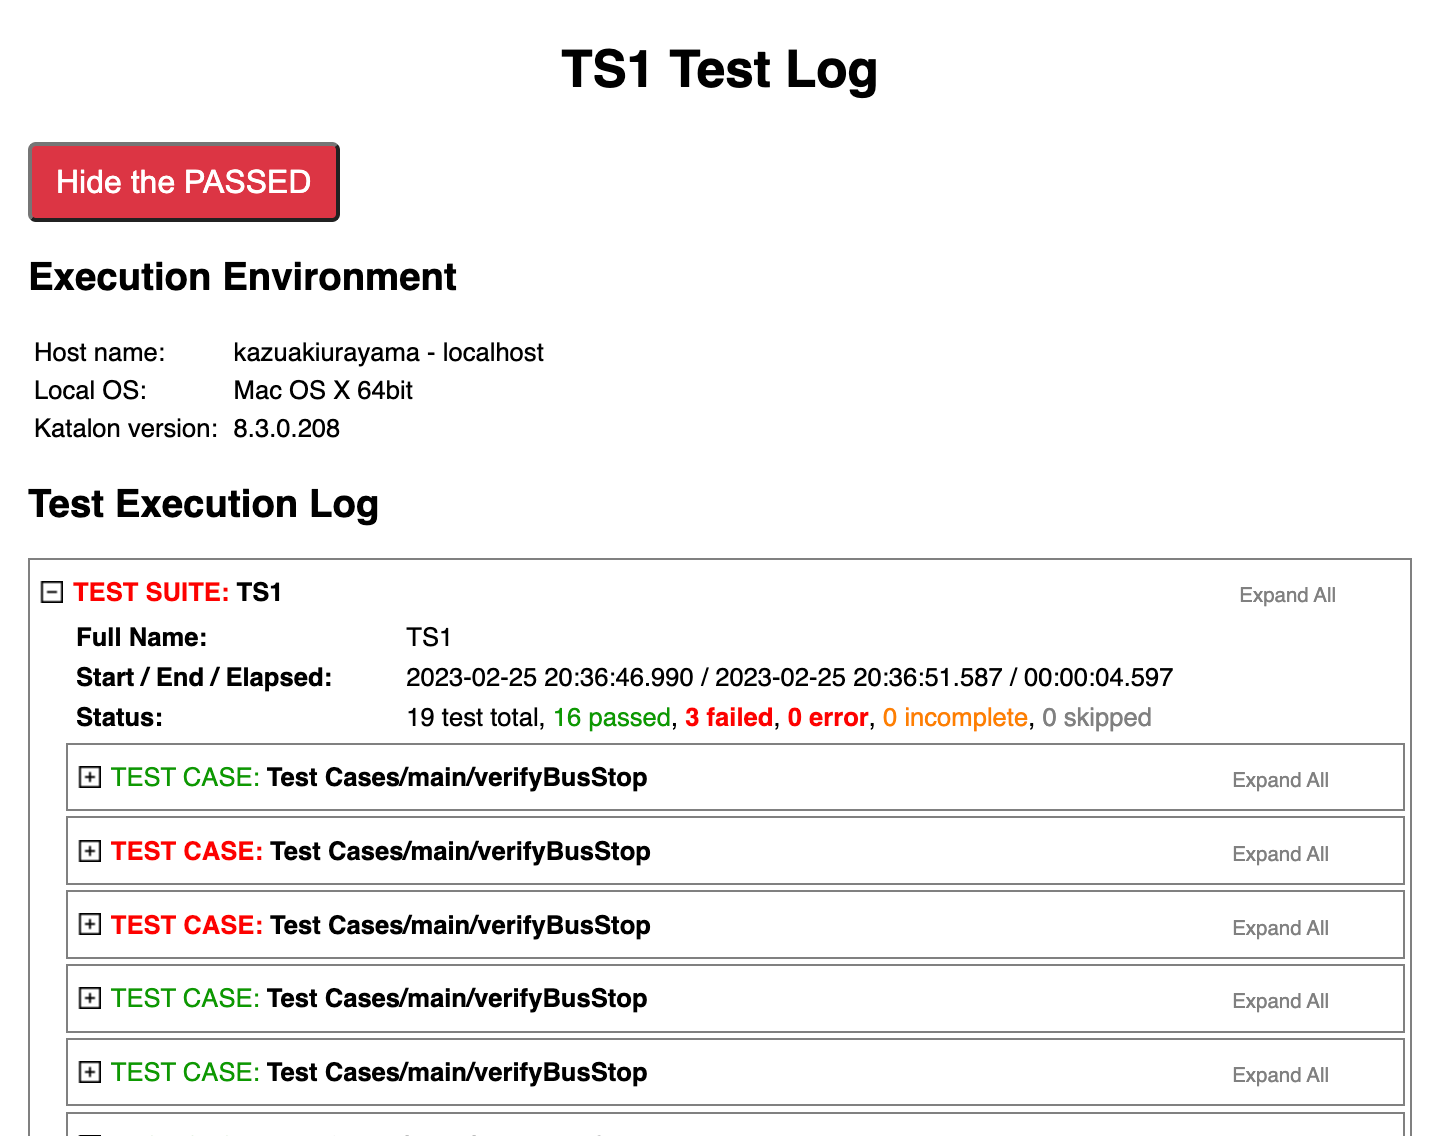 TS1 Test Log
Hide the PASSED
Execution Environment
Host name: kazuakiurayama - localhost
Local OS: Mac OS X 64bit
Katalon version: 8.3.0.208
Test Execution Log
TEST SUITE: TS1 Expand All
Full Name: TS1
Start / End / Elapsed: 2023-02-25 20:36:46.990 / 2023-02-25 20:36:51.587 / 00:00:04.597
Status: 19 test total, 16 passed, 3 failed, 0 error, 0 incomplete, 0 skipped
TEST CASE: Test Cases/main/verifyBusStop Expand All
TEST CASE: Test Cases/main/verifyBusStop Expand All
TEST CASE: Test Cases/main/verifyBusStop Expand All
TEST CASE: Test Cases/main/verifyBusStop Expand All
TEST CASE: Test Cases/main/verifyBusStop Expand All